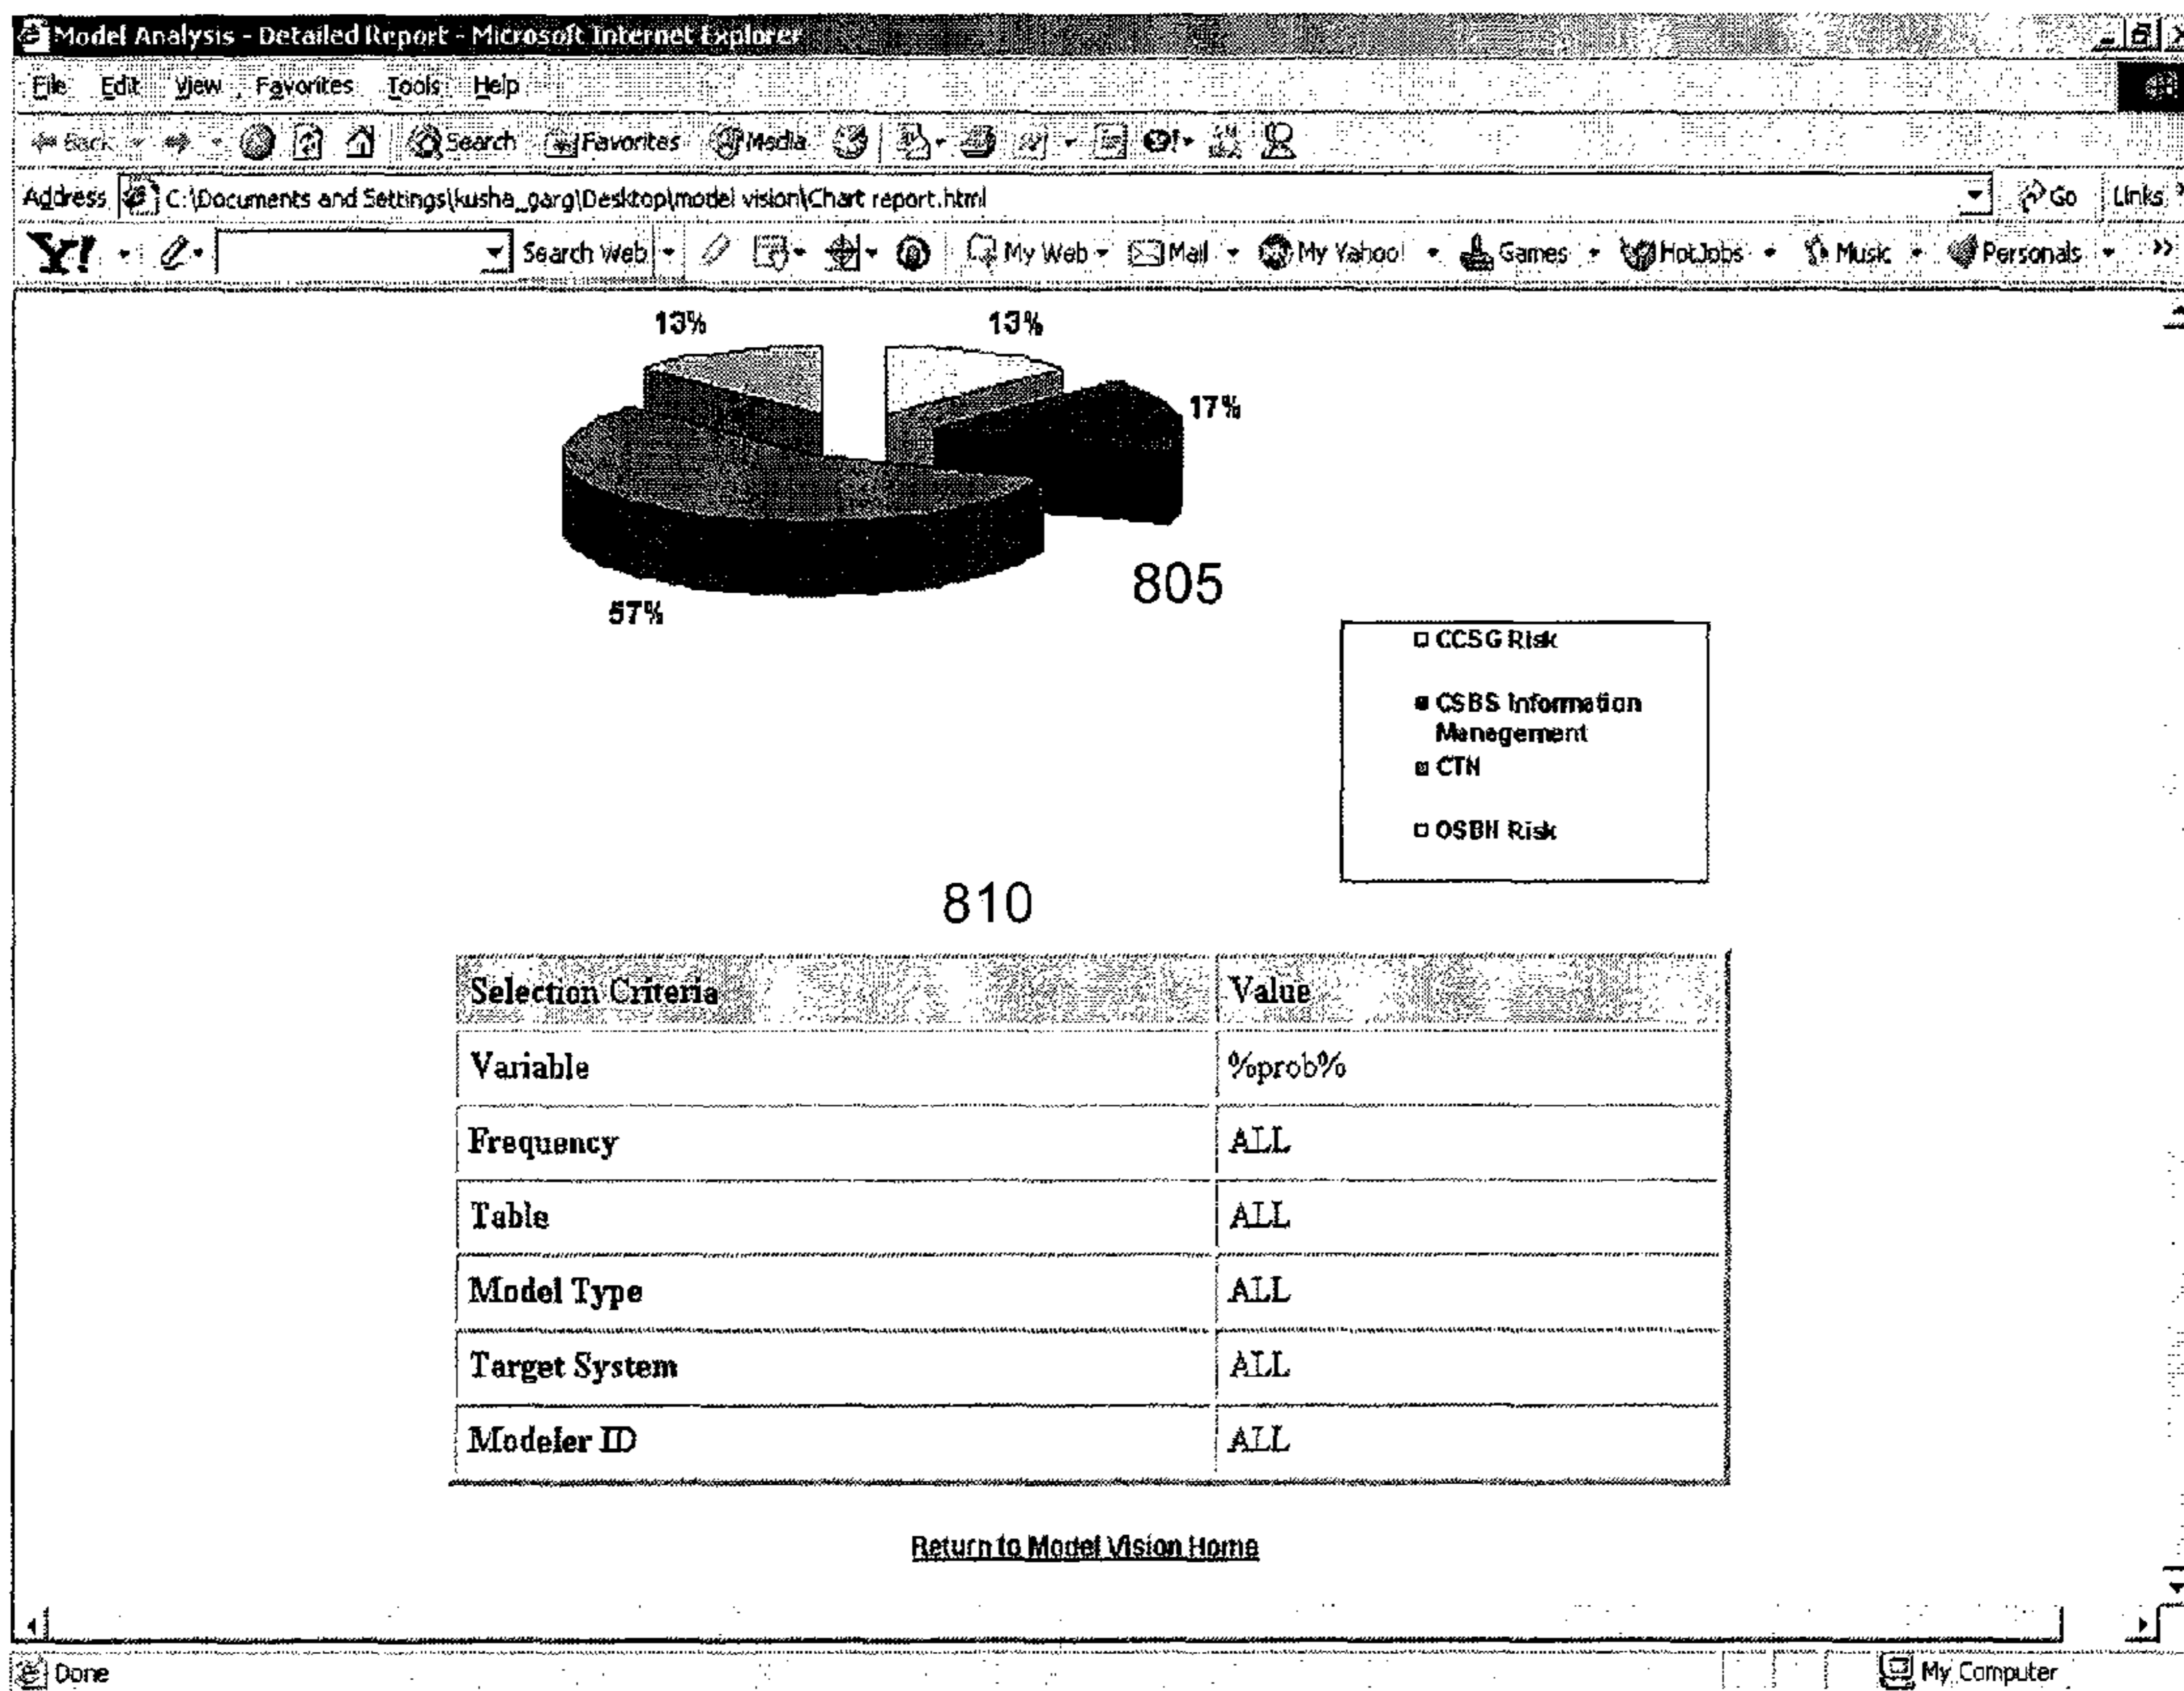 Model Analysis - Detailed Report - Microsoft Internet Explorer
File Edit View Favorites Tools Help
Back Search Favorites Media
Address C:\Documents and Settings\kusha_garg\Desktop\model vision\Chart report.html Go Links
Y! Search Web My Web Mail My Yahoo! Games HotJobs Music Personals >>
13% 13%
17%
57%
805
CCSG Risk
CSBS Information
Management
CTN
OSBN Risk
810
Selection Criteria Value
Variable %prob%
Frequency ALL
Table ALL
Model Type ALL
Target System ALL
Modeler ID ALL
Return to Model Vision Home
Done My Computer